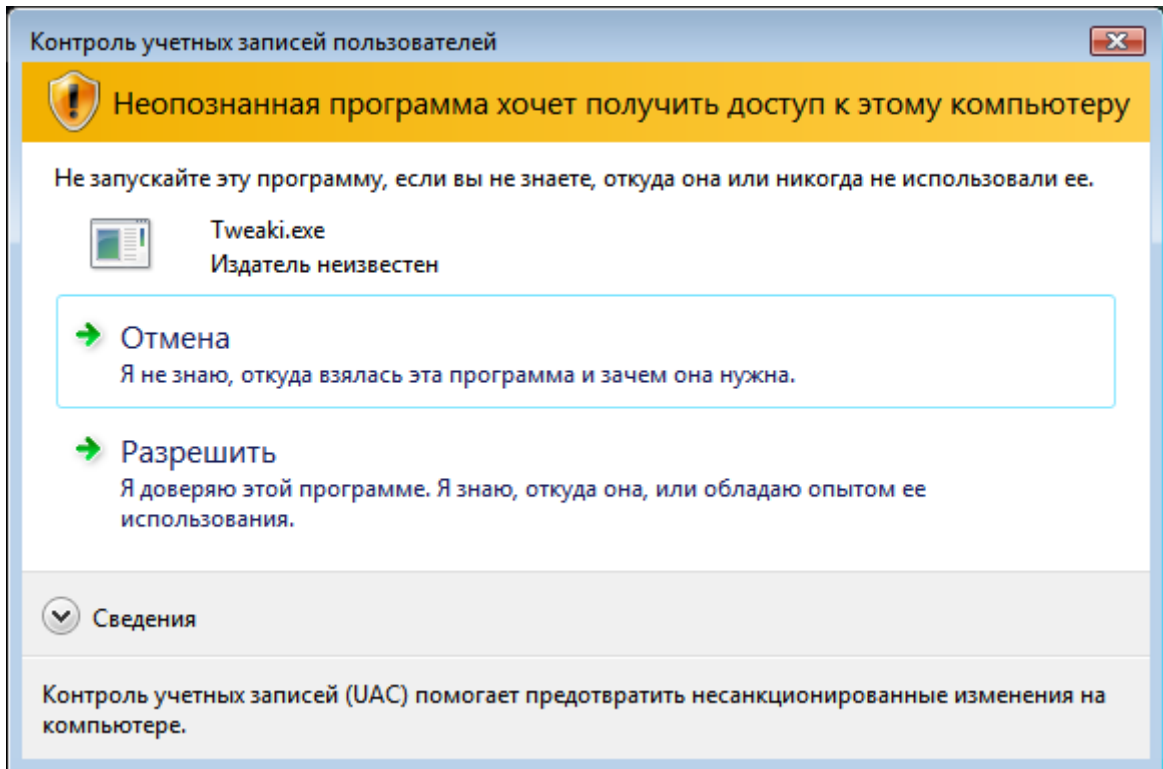 Контроль учетных записей пользователей
Неопознанная программа хочет получить доступ к этому компьютеру
Не запускайте эту программу, если вы не знаете, откуда она или никогда не использовали ее.
Tweaki.exe
Издатель неизвестен
Отмена
Я не знаю, откуда взялась эта программа и зачем она нужна.
Разрешить
Я доверяю этой программе. Я знаю, откуда она, или обладаю опытом ее
использования.
Сведения
Контроль учетных записей (UAC) помогает предотвратить несанкционированные изменения на
компьютере.